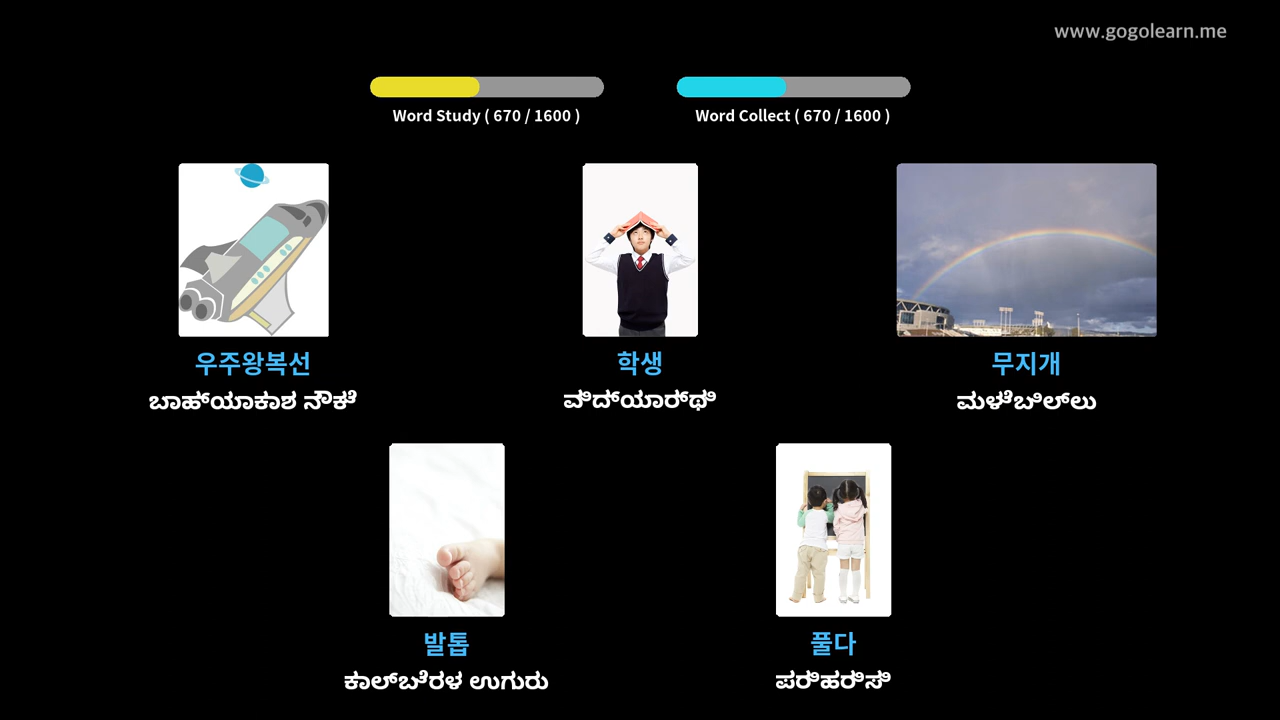 www.gogolearn.me
Word Study ( 670 / 1600 )
Word Collect ( 670 / 1600 )
우주왕복선
ಬಾಹ್ಯಾಕಾಶ ನೌಕೆ
학생
ವಿದ್ಯಾರ್ಥಿ
무지개
ಮಳೆಬಿಲ್ಲು
발톱
ಕಾಲ್ಬೆರಳ ಉಗುರು
풀다
ಪರಿಹರಿಸಿ